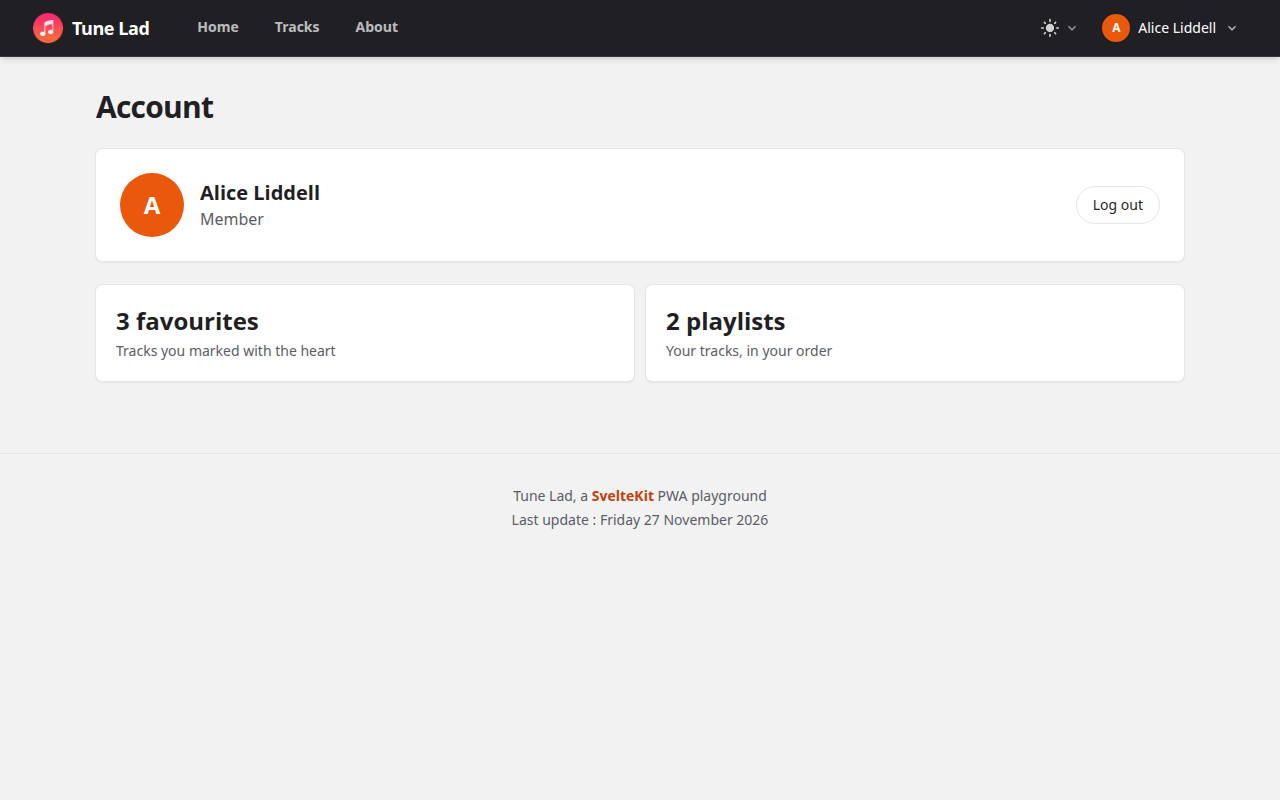 Tune Lad
Home
Tracks
About
A
Alice Liddell
Account
A
Alice Liddell
Member
Log out
3 favourites
Tracks you marked with the heart
2 playlists
Your tracks, in your order
Tune Lad, a SvelteKit PWA playground
Last update : Friday 27 November 2026